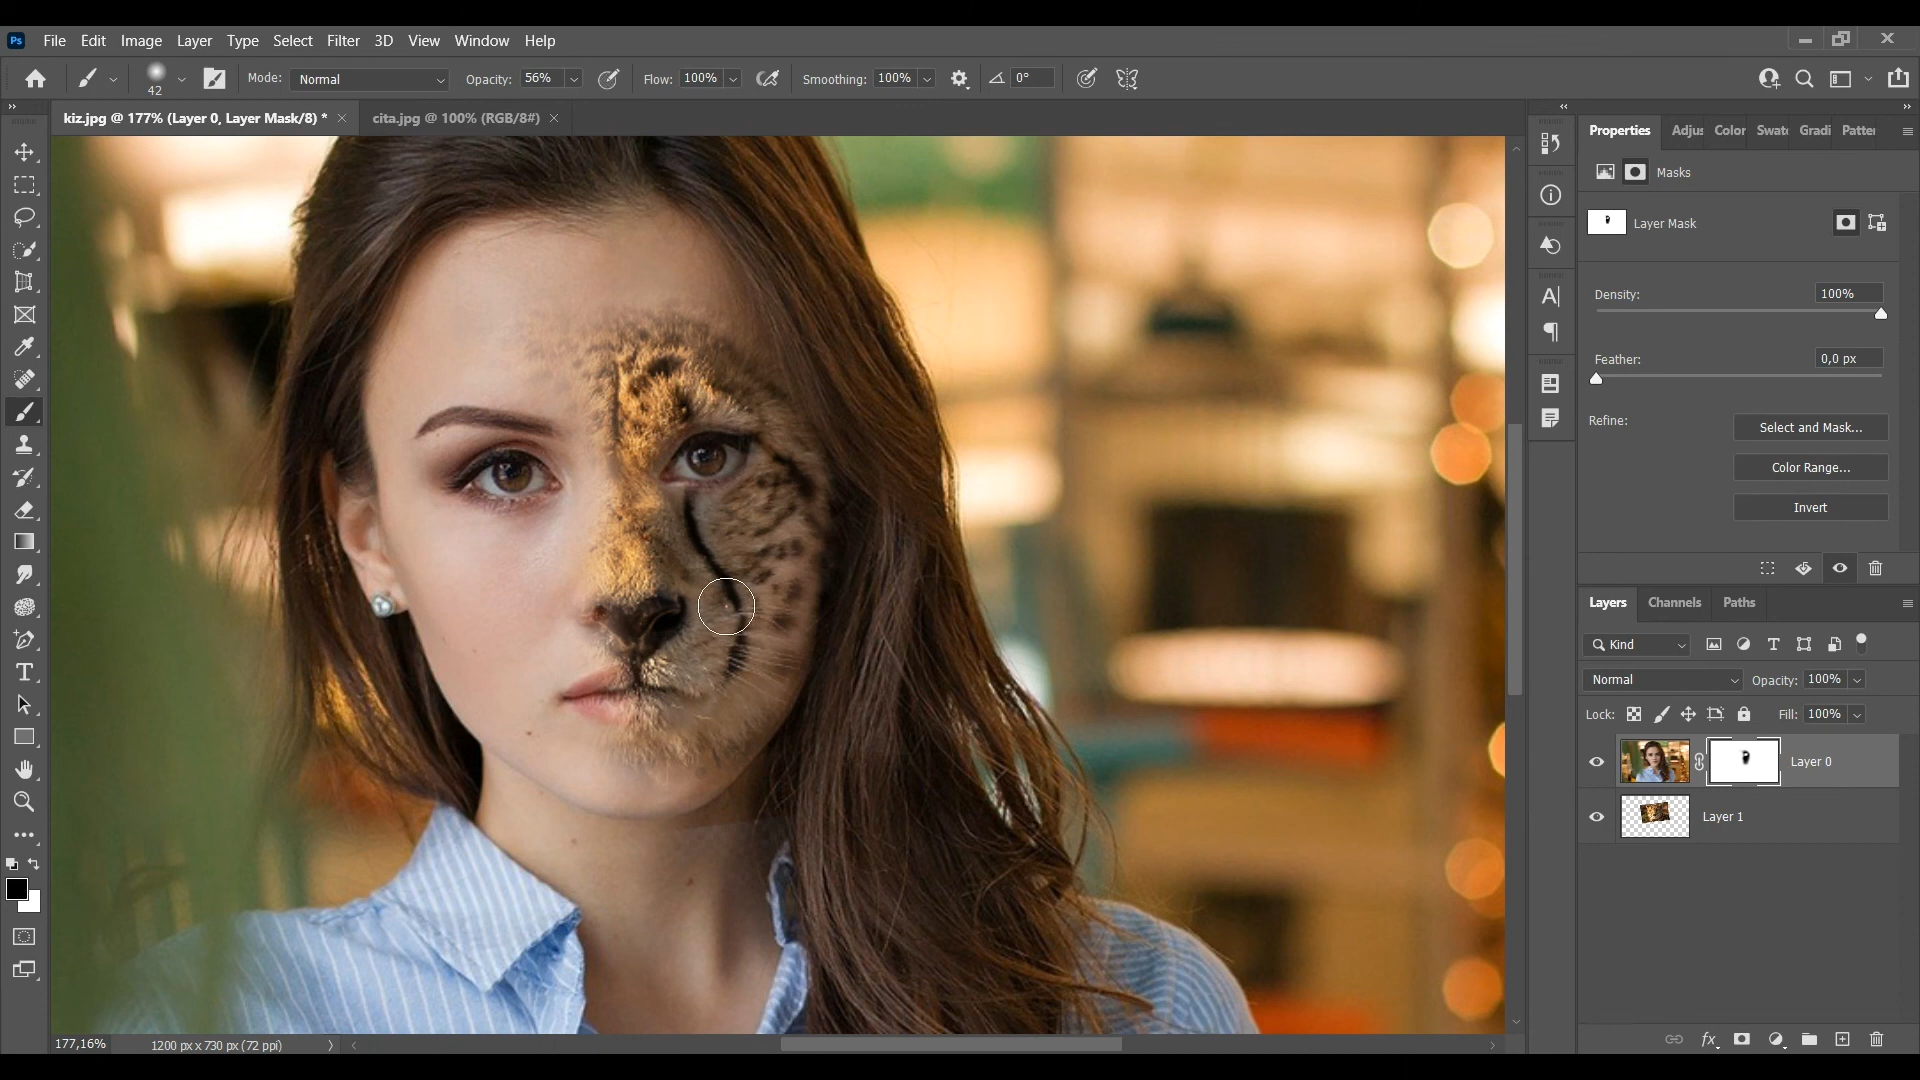 Ps File Edit Image Layer Type Select Filter 3D View Window Help
42 Mode: Normal Opacity: 56% Flow: 100% Smoothing: 100% 0°
kiz.jpg @ 177% (Layer 0, Layer Mask/8) * cita.jpg @ 100% (RGB/8#)
Properties Adjus Color Swatc Gradi Patter
Masks
Layer Mask
Density: 100%
Feather: 0,0 px
Refine: Select and Mask...
Color Range...
Invert
Layers Channels Paths
Kind
Normal Opacity: 100%
Lock: Fill: 100%
Layer 0
Layer 1
177,16% 1200 px x 730 px (72 ppi)